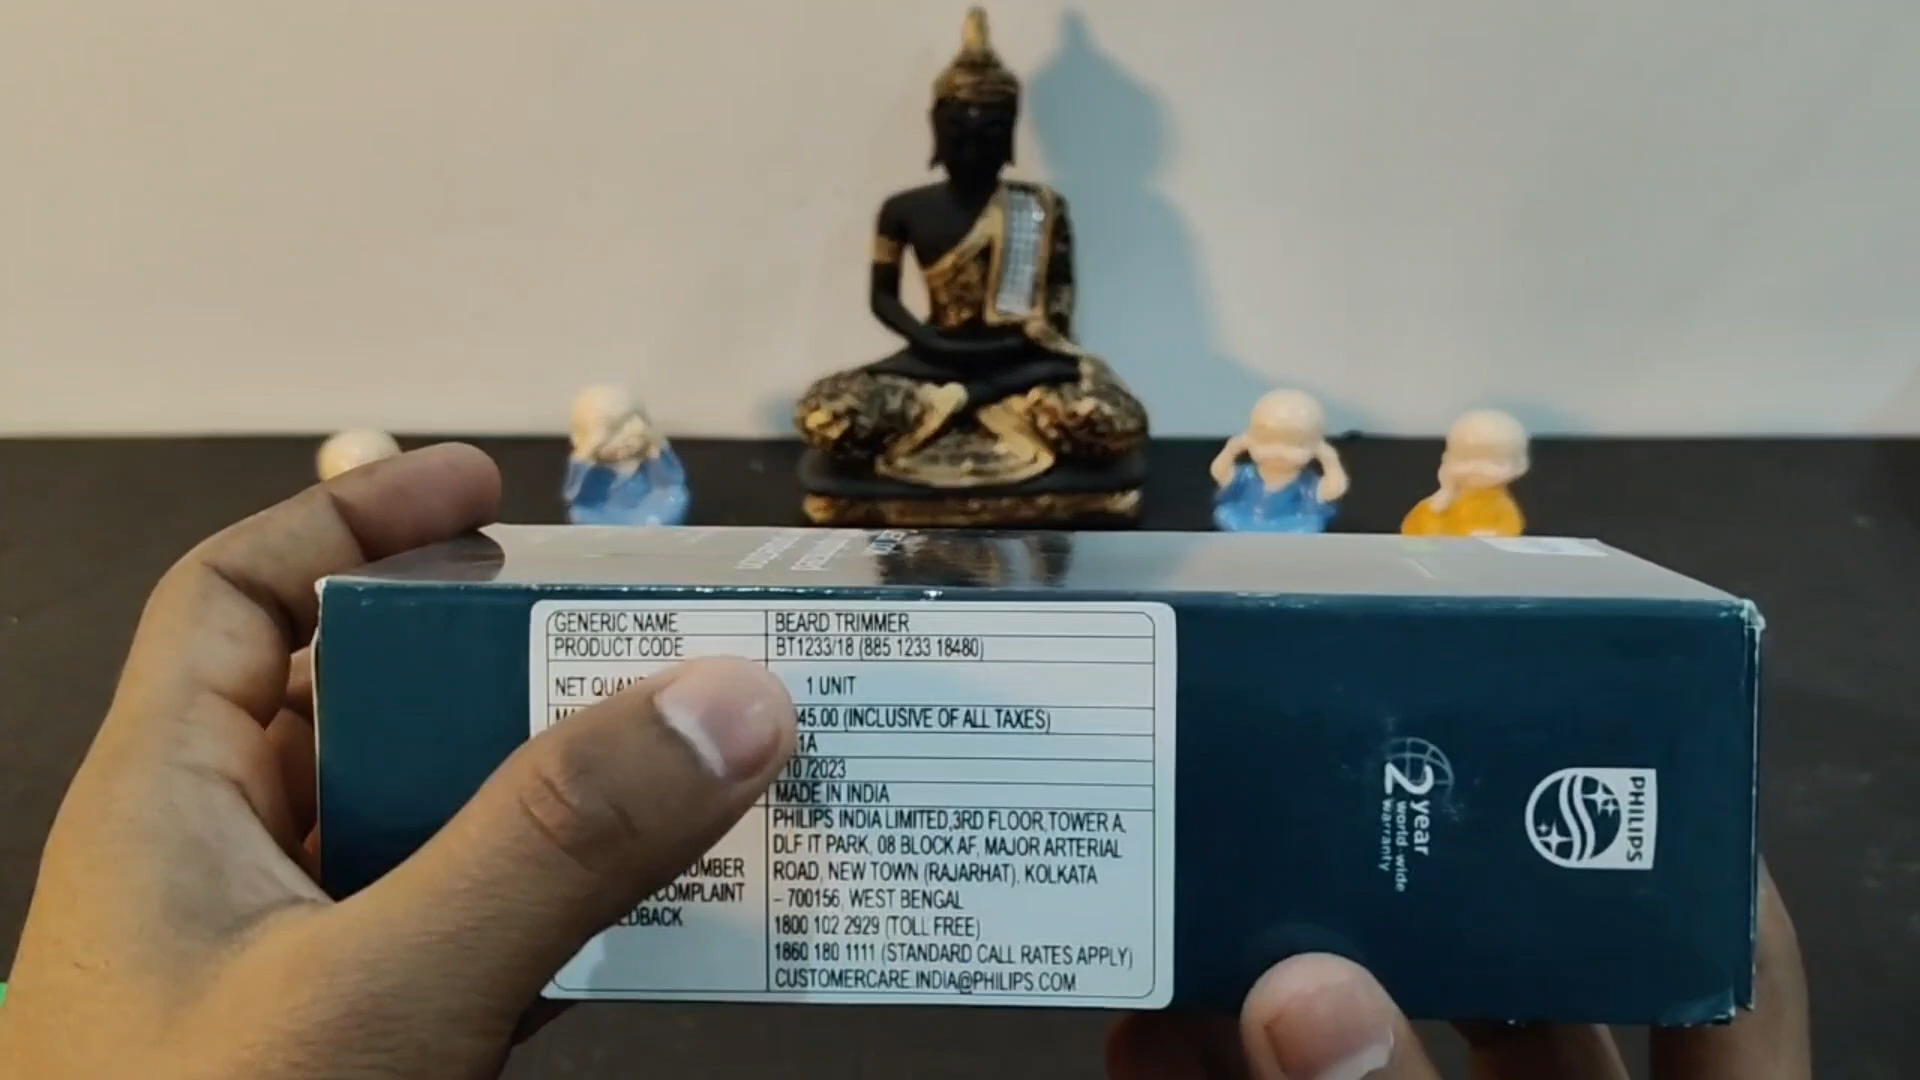 GENERIC NAME BEARD TRIMMER
PRODUCT CODE BT1233/18 (885 1233 18480)
NET 1 UNIT
45.00 (INCLUSIVE OF ALL TAXES)
1A
10/2023
MADE IN INDIA
PHILIPS INDIA LIMITED,3RD FLOOR,TOWER A,
DLF IT PARK, 08 BLOCK AF, MAJOR ARTERIAL
ROAD, NEW TOWN (RAJARHAT), KOLKATA
– 700156, WEST BENGAL
COMPLAINT
1800 102 2929 (TOLL FREE)
1860 180 1111 (STANDARD CALL RATES APPLY)
CUSTOMERCARE.INDIA@PHILIPS.COM
2 year
world-wide
warranty
PHILIPS